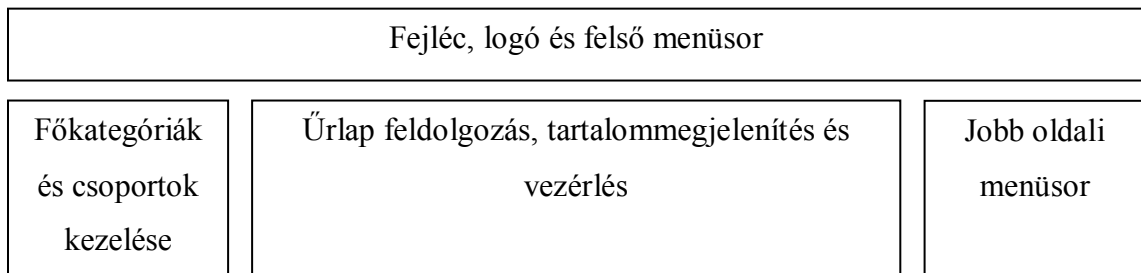 Fejléc, logó és felső menüsor
Főkategóriák
és csoportok
kezelése
Űrlap feldolgozás, tartalommegjelenítés és
vezérlés
Jobb oldali
menüsor